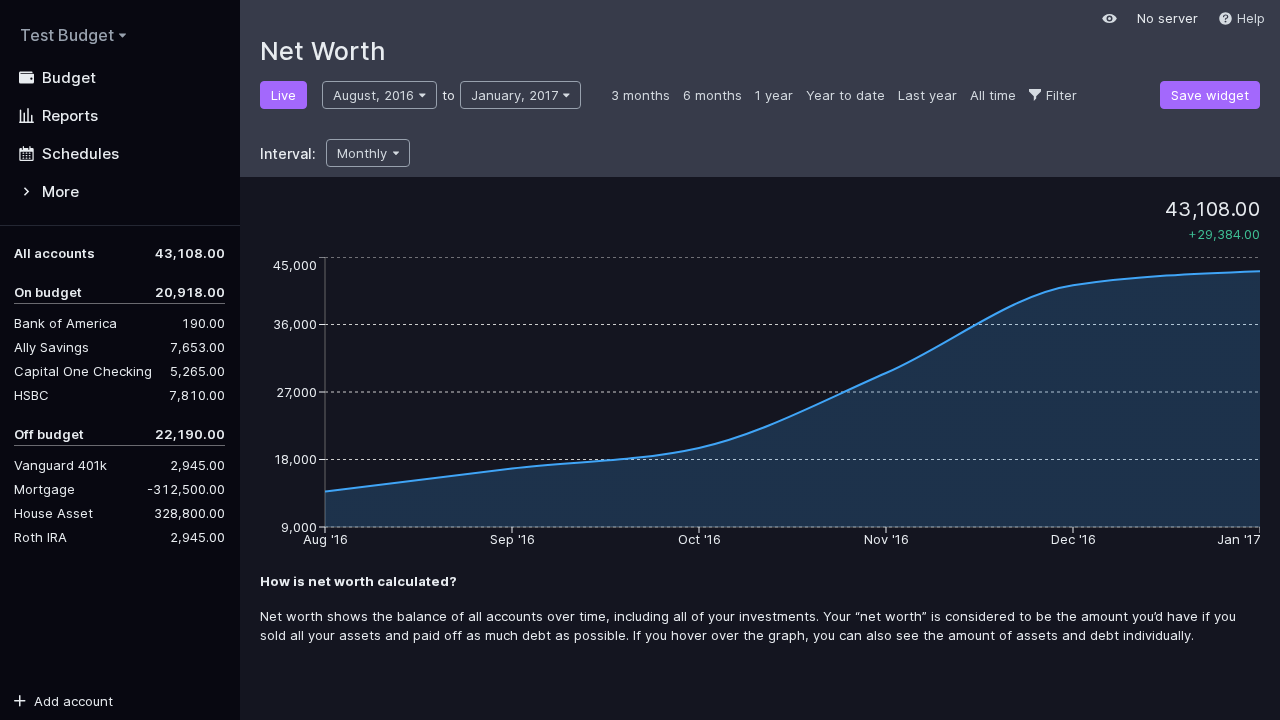 Test Budget
Budget
Reports
Schedules
More
All accounts 43,108.00
On budget 20,918.00
Bank of America 190.00
Ally Savings 7,653.00
Capital One Checking 5,265.00
HSBC 7,810.00
Off budget 22,190.00
Vanguard 401k 2,945.00
Mortgage -312,500.00
House Asset 328,800.00
Roth IRA 2,945.00
Add account
No server Help
Net Worth
Live August, 2016 to January, 2017 3 months 6 months 1 year Year to date Last year All time Filter Save widget
Interval: Monthly
43,108.00
+29,384.00
45,000
36,000
27,000
18,000
9,000
Aug '16 Sep '16 Oct '16 Nov '16 Dec '16 Jan '17
How is net worth calculated?
Net worth shows the balance of all accounts over time, including all of your investments. Your “net worth” is considered to be the amount you’d have if you
sold all your assets and paid off as much debt as possible. If you hover over the graph, you can also see the amount of assets and debt individually.